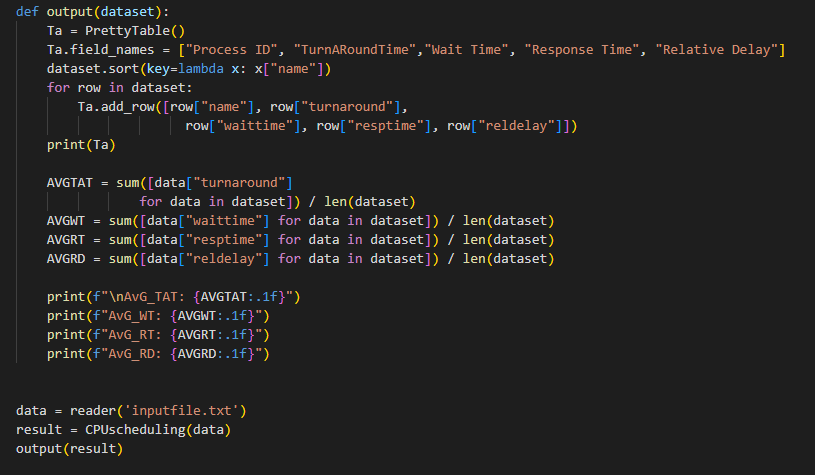 def output(dataset):
    Ta = PrettyTable()
    Ta.field_names = ["Process ID", "TurnARoundTime","Wait Time", "Response Time", "Relative Delay"]
    dataset.sort(key=lambda x: x["name"])
    for row in dataset:
        Ta.add_row([row["name"], row["turnaround"],
                      row["waittime"], row["resptime"], row["reldelay"]])
    print(Ta)

    AVGTAT = sum([data["turnaround"]
                for data in dataset]) / len(dataset)
    AVGWT = sum([data["waittime"] for data in dataset]) / len(dataset)
    AVGRT = sum([data["resptime"] for data in dataset]) / len(dataset)
    AVGRD = sum([data["reldelay"] for data in dataset]) / len(dataset)

    print(f"\nAvG_TAT: {AVGTAT:.1f}")
    print(f"AvG_WT: {AVGWT:.1f}")
    print(f"AvG_RT: {AVGRT:.1f}")
    print(f"AvG_RD: {AVGRD:.1f}")


data = reader('inputfile.txt')
result = CPUscheduling(data)
output(result)